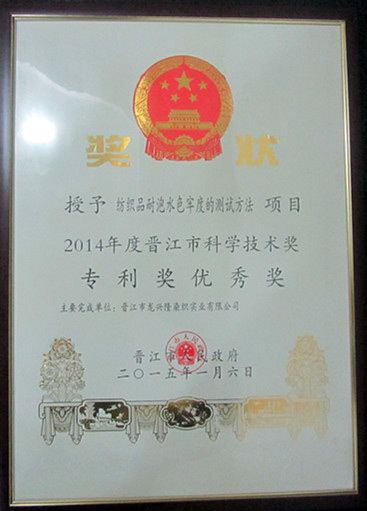 奖状
授予 纺织品耐泡水色牢度的测试方法 项目
2014年度晋江市科学技术奖
专利奖优秀奖
主要完成单位：晋江市龙兴隆染织实业有限公司
晋江市人民政府
二〇一五年一月六日